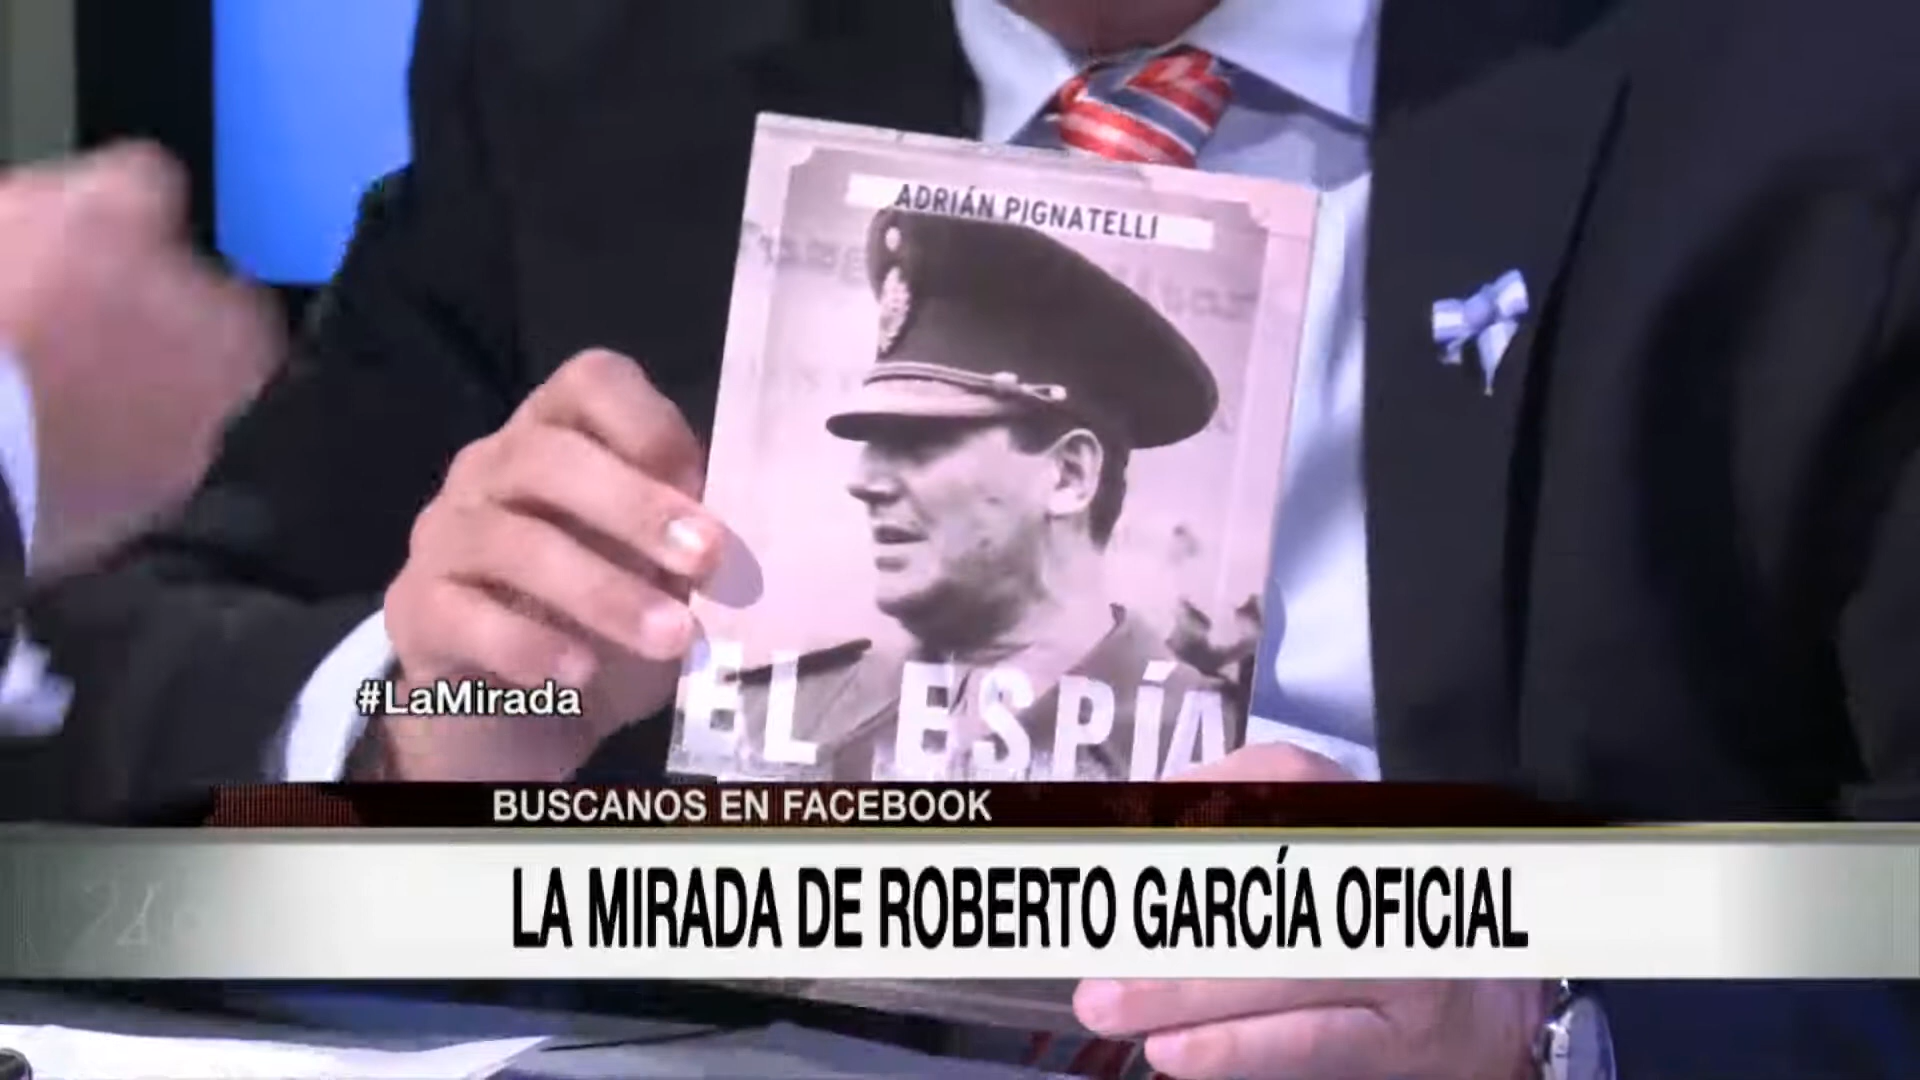 ADRIÁN PIGNATELLI
EL ESPÍA
#LaMirada
BUSCANOS EN FACEBOOK
LA MIRADA DE ROBERTO GARCÍA OFICIAL